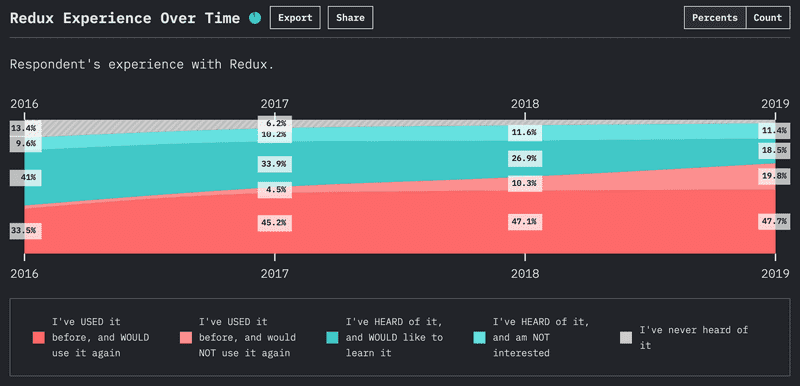 Redux Experience Over Time
Export
Share
Percents
Count
Respondent's experience with Redux.
2016 2017 2018 2019
13.4% 6.2%
9.6% 10.2% 11.6% 11.4%
41% 33.9% 26.9% 18.5%
4.5% 10.3% 19.8%
33.5% 45.2% 47.1% 47.7%
2016 2017 2018 2019
I've USED it
before, and WOULD
use it again
I've USED it
before, and would
NOT use it again
I've HEARD of it,
and WOULD like to
learn it
I've HEARD of it,
and am NOT
interested
I've never heard of
it